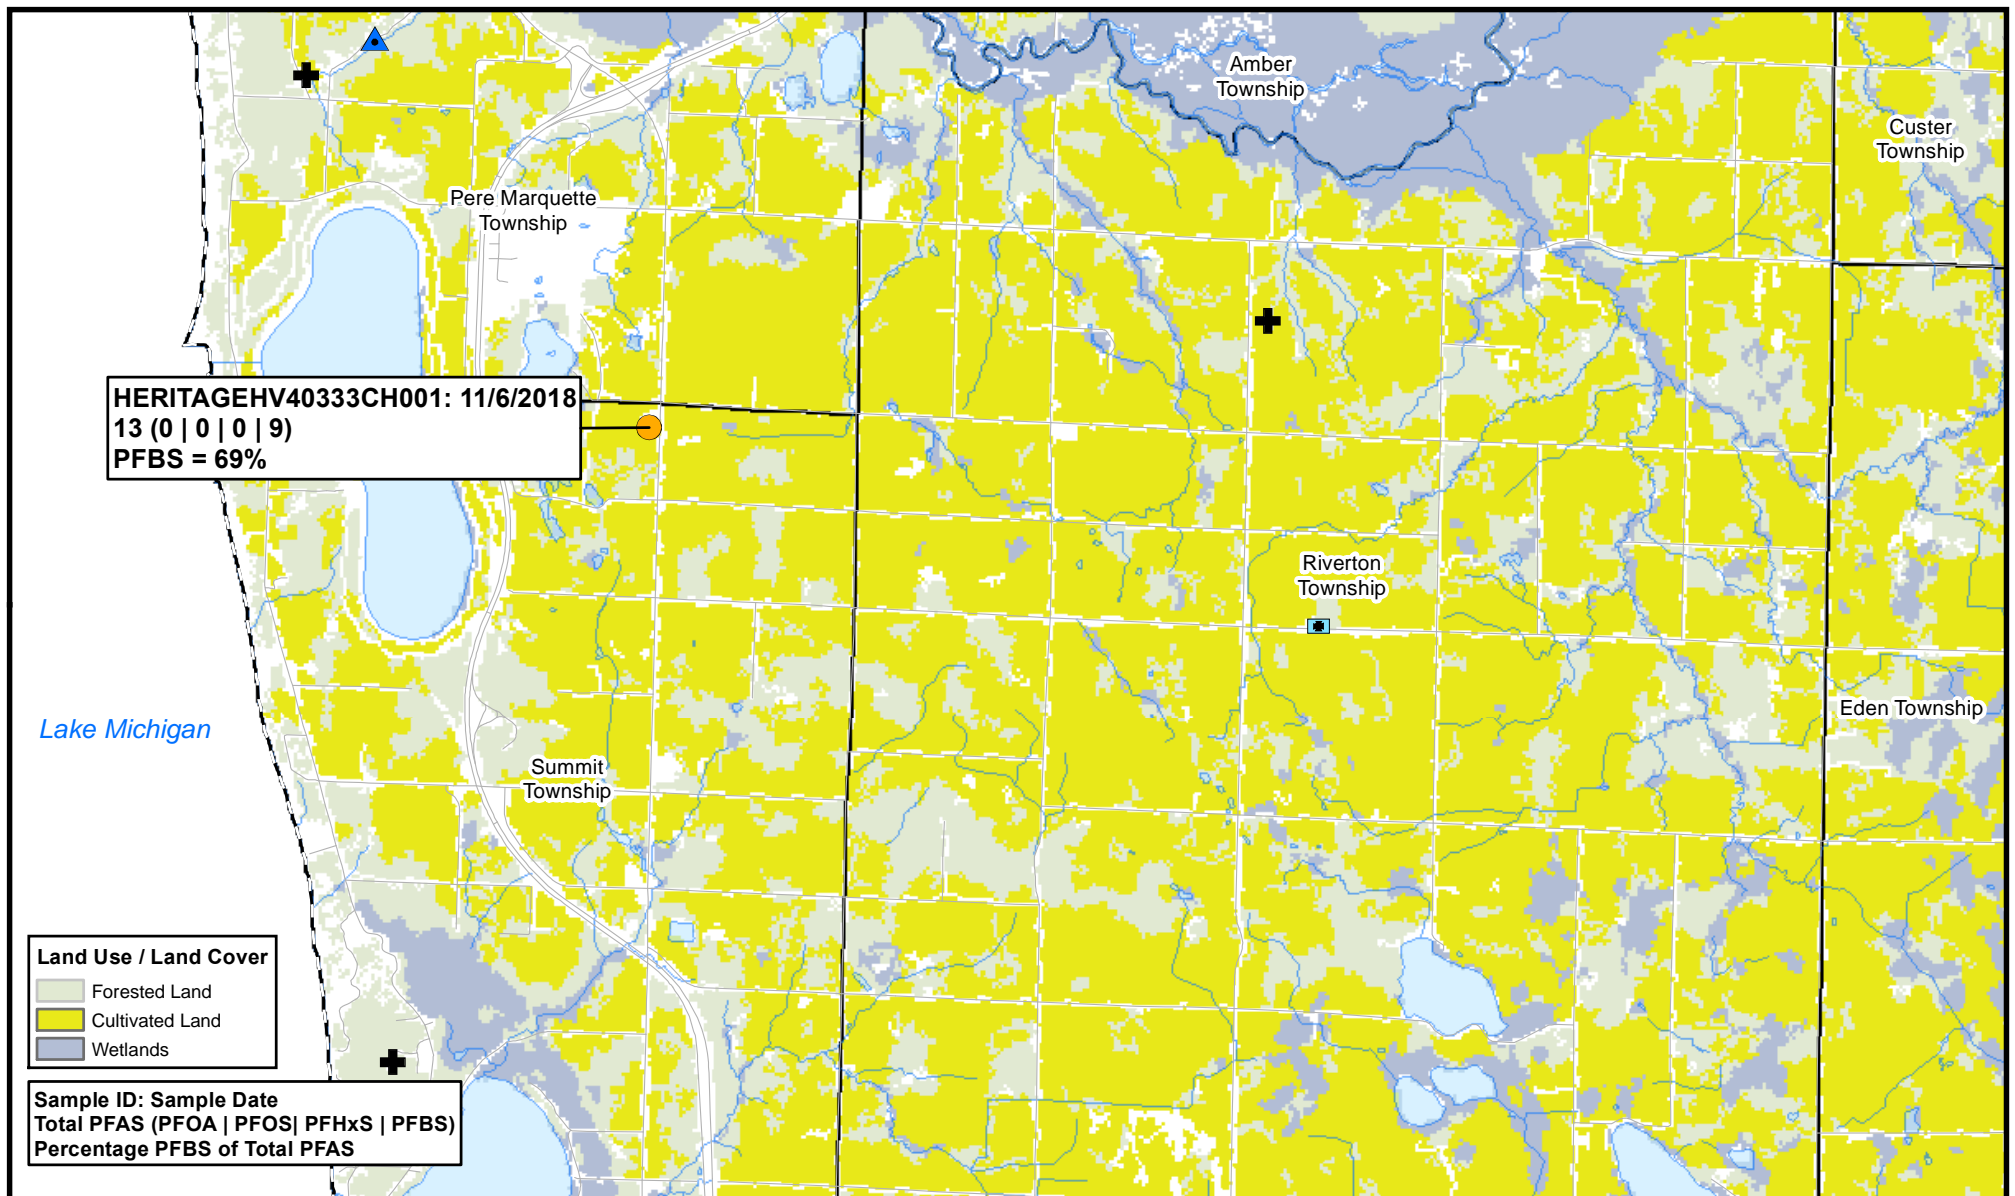 Amber
Township
Custer
Township
Pere Marquette
Township
HERITAGEHV40333CH001: 11/6/2018
13 (0 | 0 | 0 | 9)
PFBS = 69%
Riverton
Township
Lake Michigan
Eden Township
Summit
Township
Land Use / Land Cover
Forested Land
Cultivated Land
Wetlands
Sample ID: Sample Date
Total PFAS (PFOA | PFOS| PFHxS | PFBS)
Percentage PFBS of Total PFAS